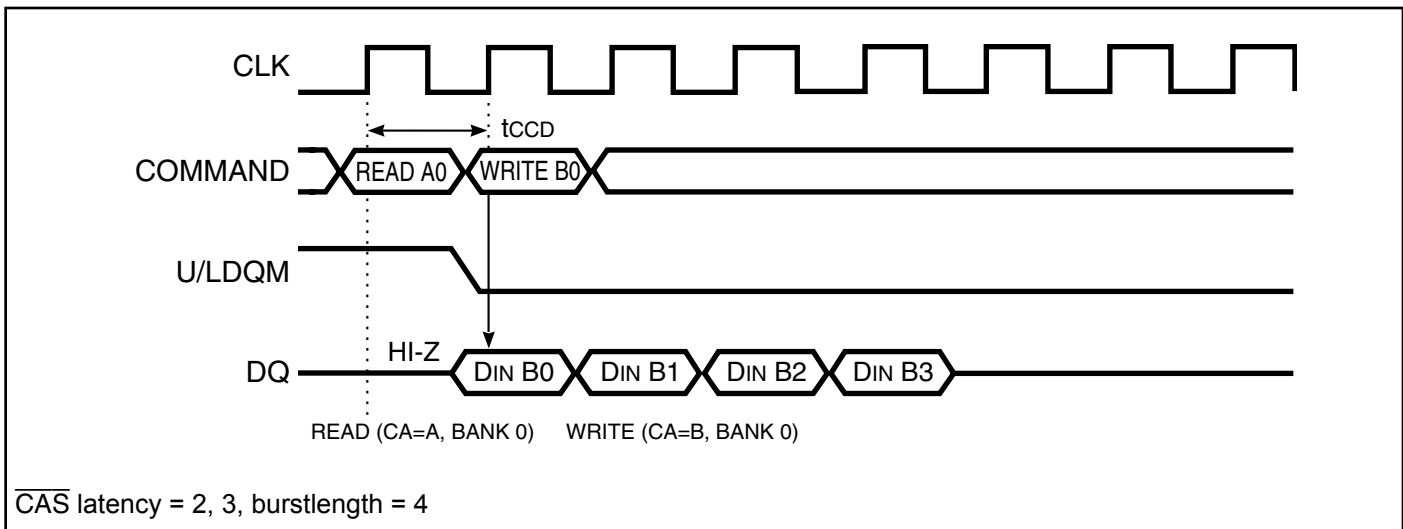 CLK
tCCD
COMMAND READ A0 WRITE B0
U/LDQM
HI-Z
DQ DIN B0 DIN B1 DIN B2 DIN B3
READ (CA=A, BANK 0) WRITE (CA=B, BANK 0)
C̅A̅S̅ latency = 2, 3, burstlength = 4